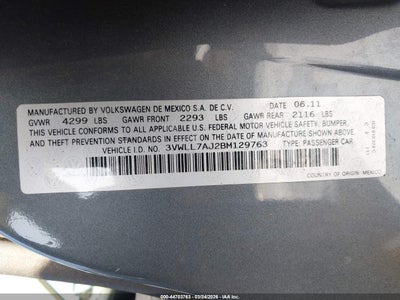 MANUFACTURED BY VOLKSWAGEN DE MEXICO S.A. DE C.V. 06.11
GVWR 4299 LBS GAWR FRONT 2293 LBS GAWR REAR 2116 LBS
THIS VEHICLE CONFORMS TO ALL APPLICABLE U.S. FEDERAL MOTOR VEHICLE SAFETY, BUMPER,
AND THEFT PREVENTION STANDARDS IN EFFECT ON THE DATE OF MANUFACTURE SHOWN ABOVE.
VEHICLE I.D. NO. 3VWLL7AJ2BM129763 TYPE: PASSENGER CAR
COUNTRY OF ORIGIN: MEXICO
000-44703763 - 03/24/2026 - IAA Inc.